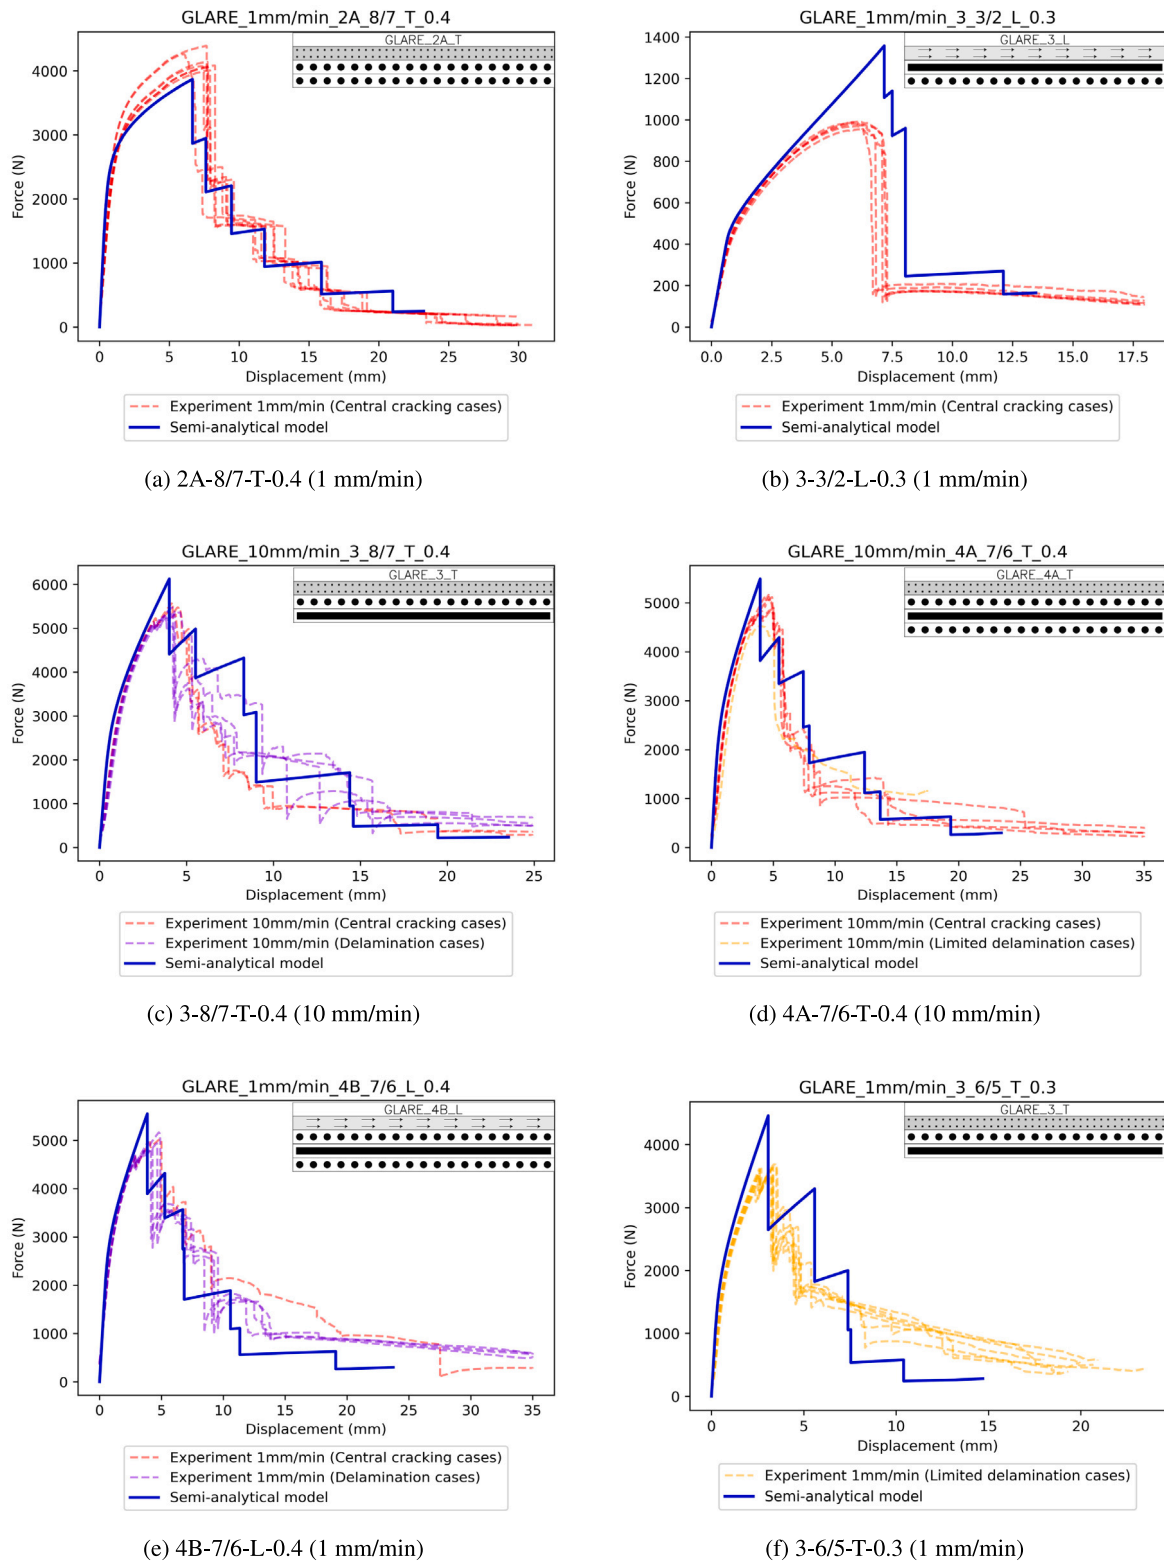 GLARE_1mm/min_2A_8/7_T_0.4
GLARE_2A_T
4000
3000
2000
1000
0
Force (N)
0 5 10 15 20 25 30
Displacement (mm)
Experiment 1mm/min (Central cracking cases)
Semi-analytical model
(a) 2A-8/7-T-0.4 (1 mm/min)
GLARE_1mm/min_3_3/2_L_0.3
GLARE_3_L
1400
1200
1000
800
600
400
200
0
Force (N)
0.0 2.5 5.0 7.5 10.0 12.5 15.0 17.5
Displacement (mm)
Experiment 1mm/min (Central cracking cases)
Semi-analytical model
(b) 3-3/2-L-0.3 (1 mm/min)
GLARE_10mm/min_3_8/7_T_0.4
GLARE_3_T
6000
5000
4000
3000
2000
1000
0
Force (N)
0 5 10 15 20 25
Displacement (mm)
Experiment 10mm/min (Central cracking cases)
Experiment 10mm/min (Delamination cases)
Semi-analytical model
(c) 3-8/7-T-0.4 (10 mm/min)
GLARE_10mm/min_4A_7/6_T_0.4
GLARE_4A_T
5000
4000
3000
2000
1000
0
Force (N)
0 5 10 15 20 25 30 35
Displacement (mm)
Experiment 10mm/min (Central cracking cases)
Experiment 10mm/min (Limited delamination cases)
Semi-analytical model
(d) 4A-7/6-T-0.4 (10 mm/min)
GLARE_1mm/min_4B_7/6_L_0.4
GLARE_4B_L
5000
4000
3000
2000
1000
0
Force (N)
0 5 10 15 20 25 30 35
Displacement (mm)
Experiment 1mm/min (Central cracking cases)
Experiment 1mm/min (Delamination cases)
Semi-analytical model
(e) 4B-7/6-L-0.4 (1 mm/min)
GLARE_1mm/min_3_6/5_T_0.3
GLARE_3_T
4000
3000
2000
1000
0
Force (N)
0 5 10 15 20
Displacement (mm)
Experiment 1mm/min (Limited delamination cases)
Semi-analytical model
(f) 3-6/5-T-0.3 (1 mm/min)